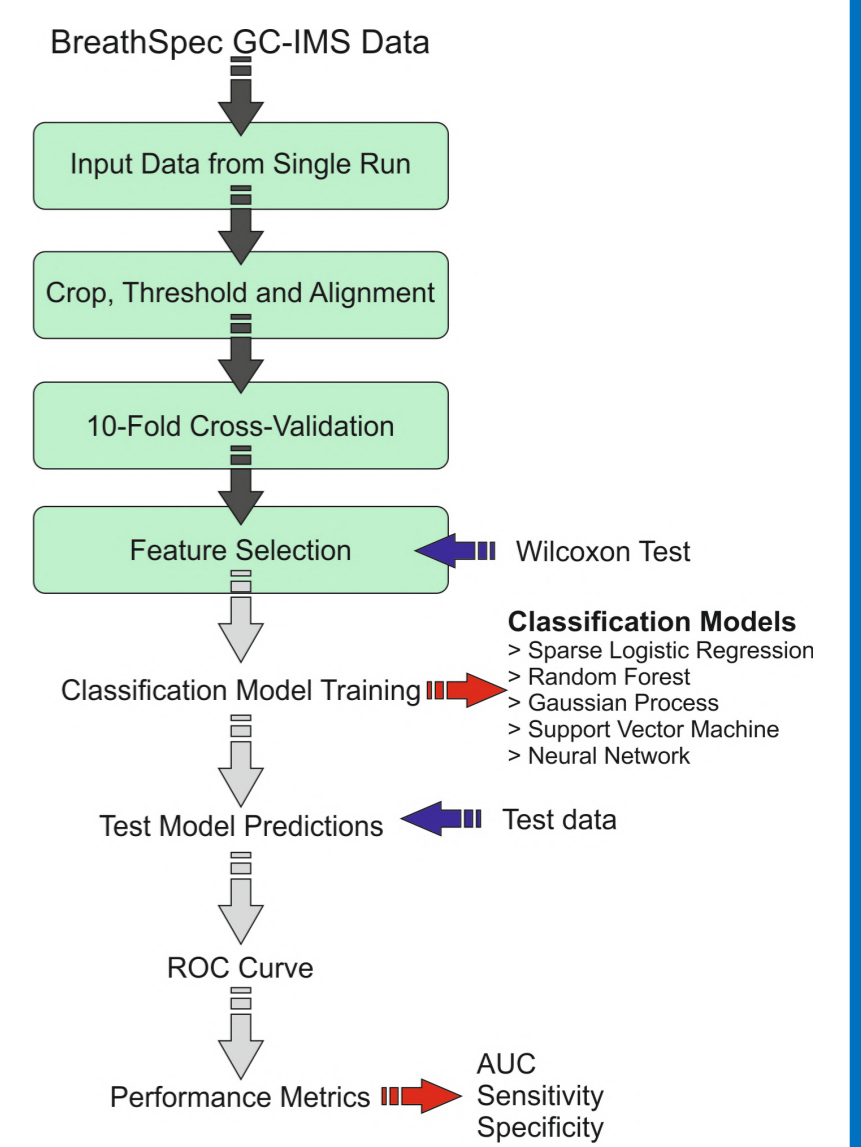 BreathSpec GC-IMS Data
Input Data from Single Run
Crop, Threshold and Alignment
10-Fold Cross-Validation
Feature Selection
Wilcoxon Test
Classification Models
> Sparse Logistic Regression
> Random Forest
> Gaussian Process
> Support Vector Machine
> Neural Network
Classification Model Training
Test Model Predictions
Test data
ROC Curve
Performance Metrics
AUC
Sensitivity
Specificity